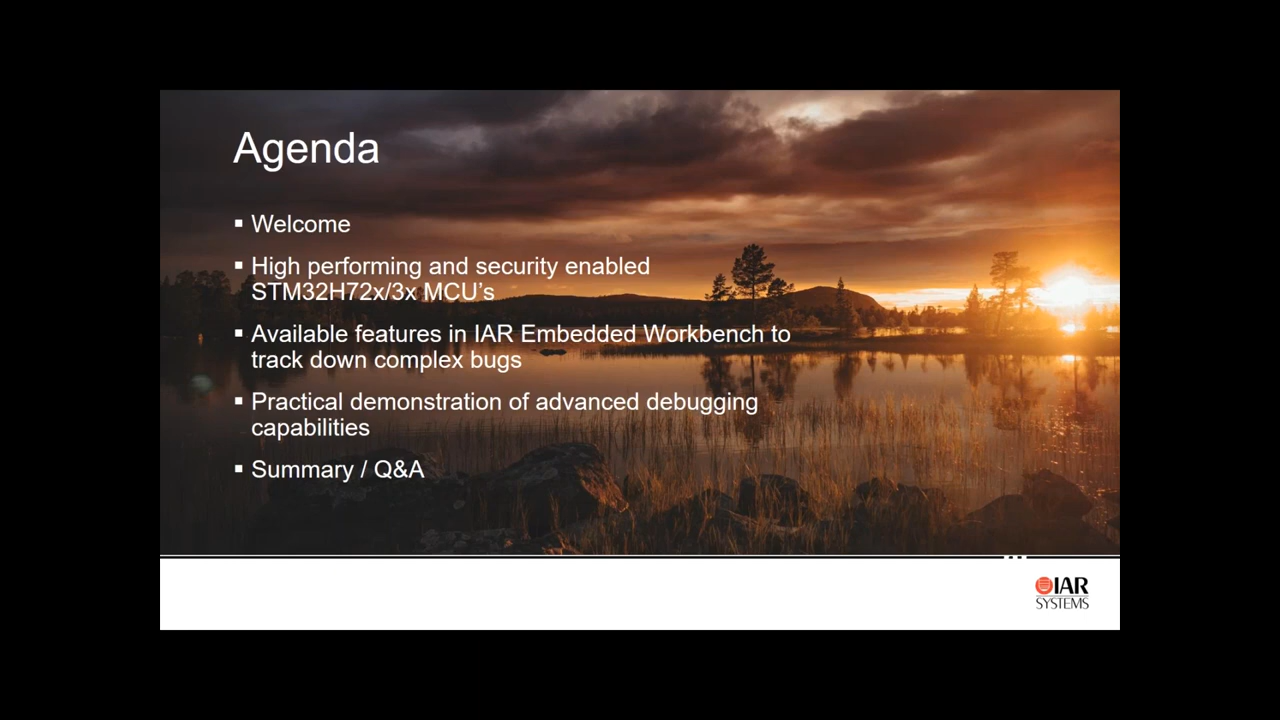 Agenda
▪ Welcome
▪ High performing and security enabled
STM32H72x/3x MCU’s
▪ Available features in IAR Embedded Workbench to
track down complex bugs
▪ Practical demonstration of advanced debugging
capabilities
▪ Summary / Q&A
IAR
SYSTEMS